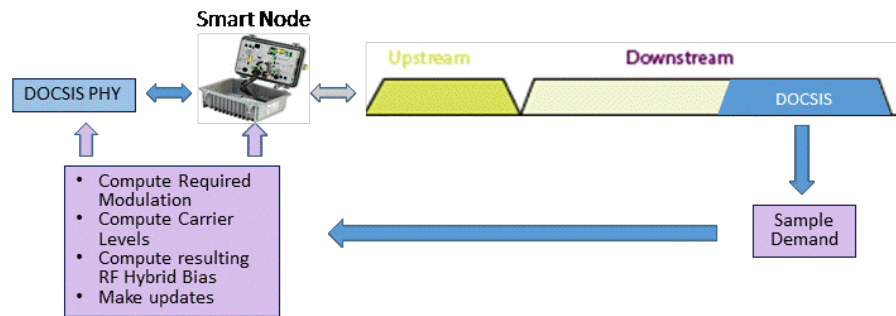 Smart Node
Upstream
Downstream
DOCSIS PHY
DOCSIS
• Compute Required
Modulation
• Compute Carrier
Levels
• Compute resulting
RF Hybrid Bias
• Make updates
Sample
Demand